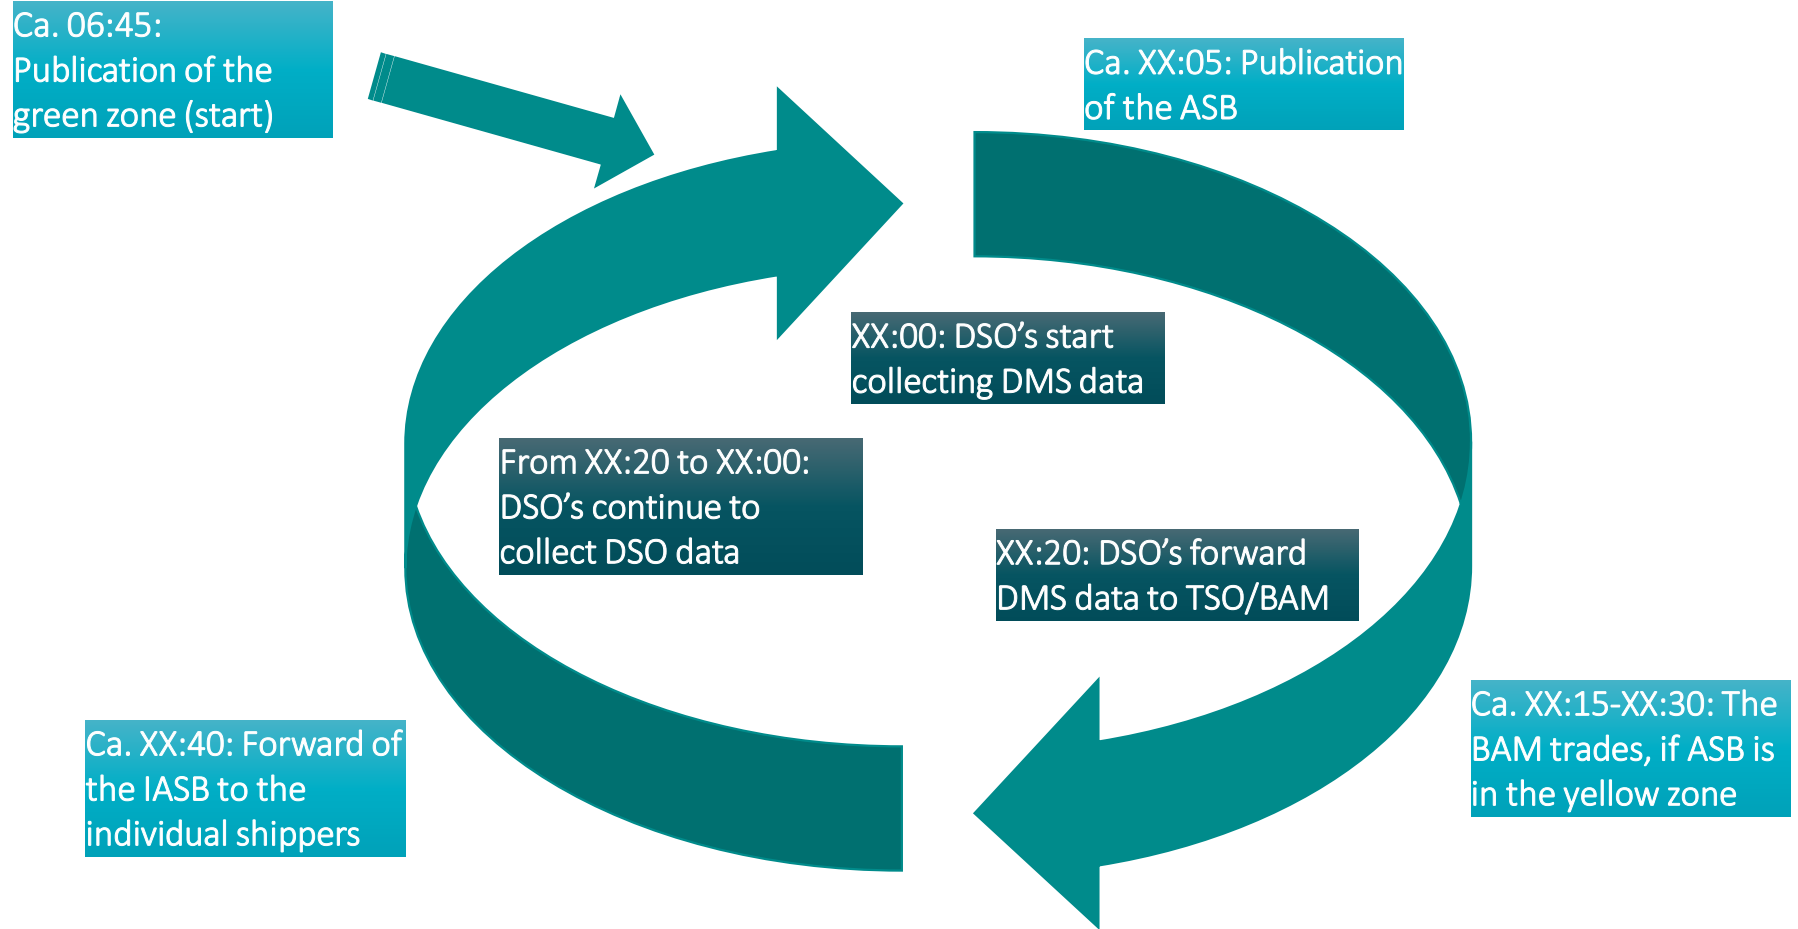 Ca. 06:45:
Publication of the
green zone (start)
Ca. XX:05: Publication
of the ASB
XX:00: DSO’s start
collecting DMS data
From XX:20 to XX:00:
DSO’s continue to
collect DSO data
XX:20: DSO’s forward
DMS data to TSO/BAM
Ca. XX:15-XX:30: The
BAM trades, if ASB is
in the yellow zone
Ca. XX:40: Forward of
the IASB to the
individual shippers